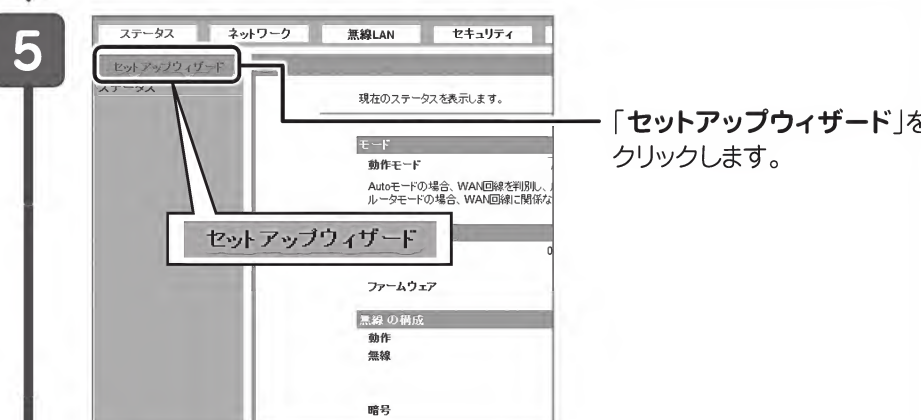 5
ステータス ネットワーク 無線LAN セキュリティ
セットアップウィザード
ステータス
現在のステータスを表示します。
モード
動作モード
Autoモードの場合、WAN回線を判別し、
ルータモードの場合、WAN回線に関係な
セットアップウィザード
0
ファームウェア
無線の構成
動作
無線
暗号
「セットアップウィザード」を
クリックします。